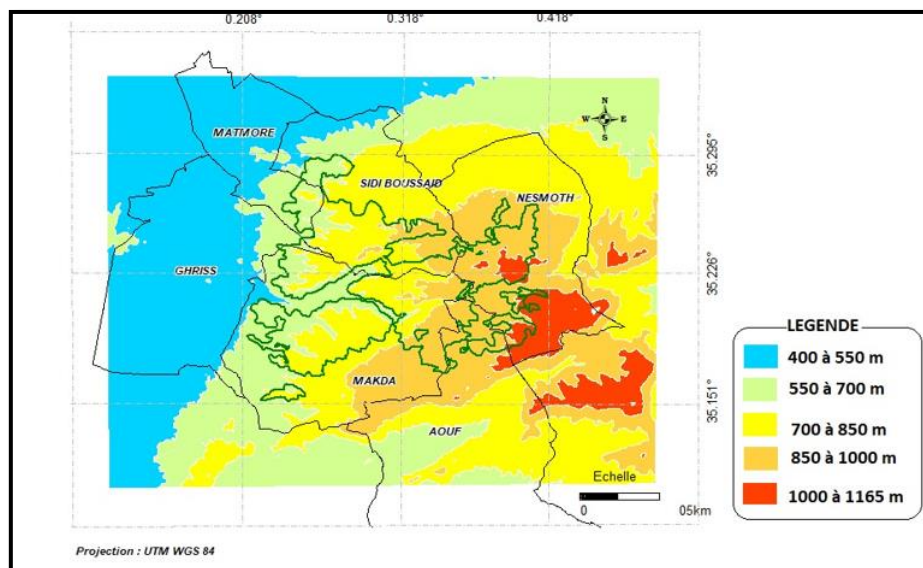 0.208° 0.318° 0.418°
N
W E
S
MATMORE
35.295°
SIDI BOUSSAID
NESMOTH
GHRISS
35.226°
LEGENDE
400 à 550 m
550 à 700 m
700 à 850 m
850 à 1000 m
1000 à 1165 m
MAKDA
35.151°
AOUF
Echelle
0 05km
Projection : UTM WGS 84